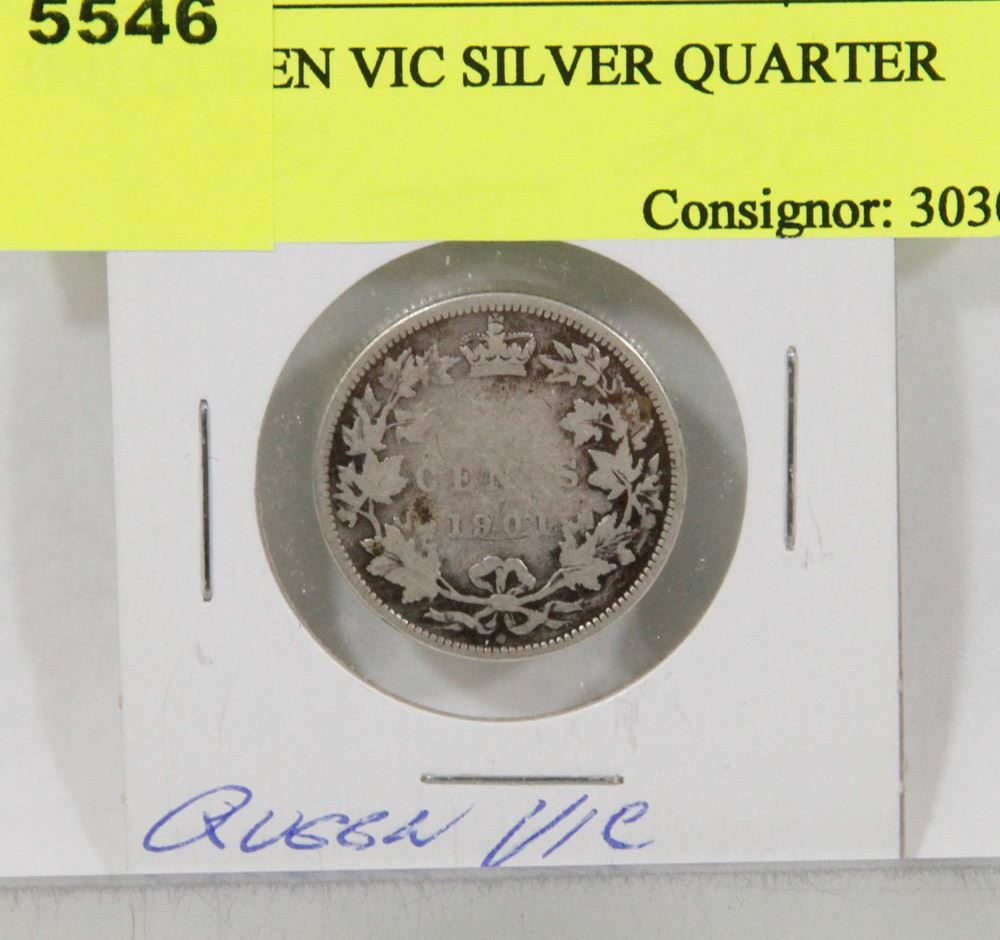 5546
EN VIC SILVER QUARTER
Consignor: 303
CENTS
1901
QUEEN VIC